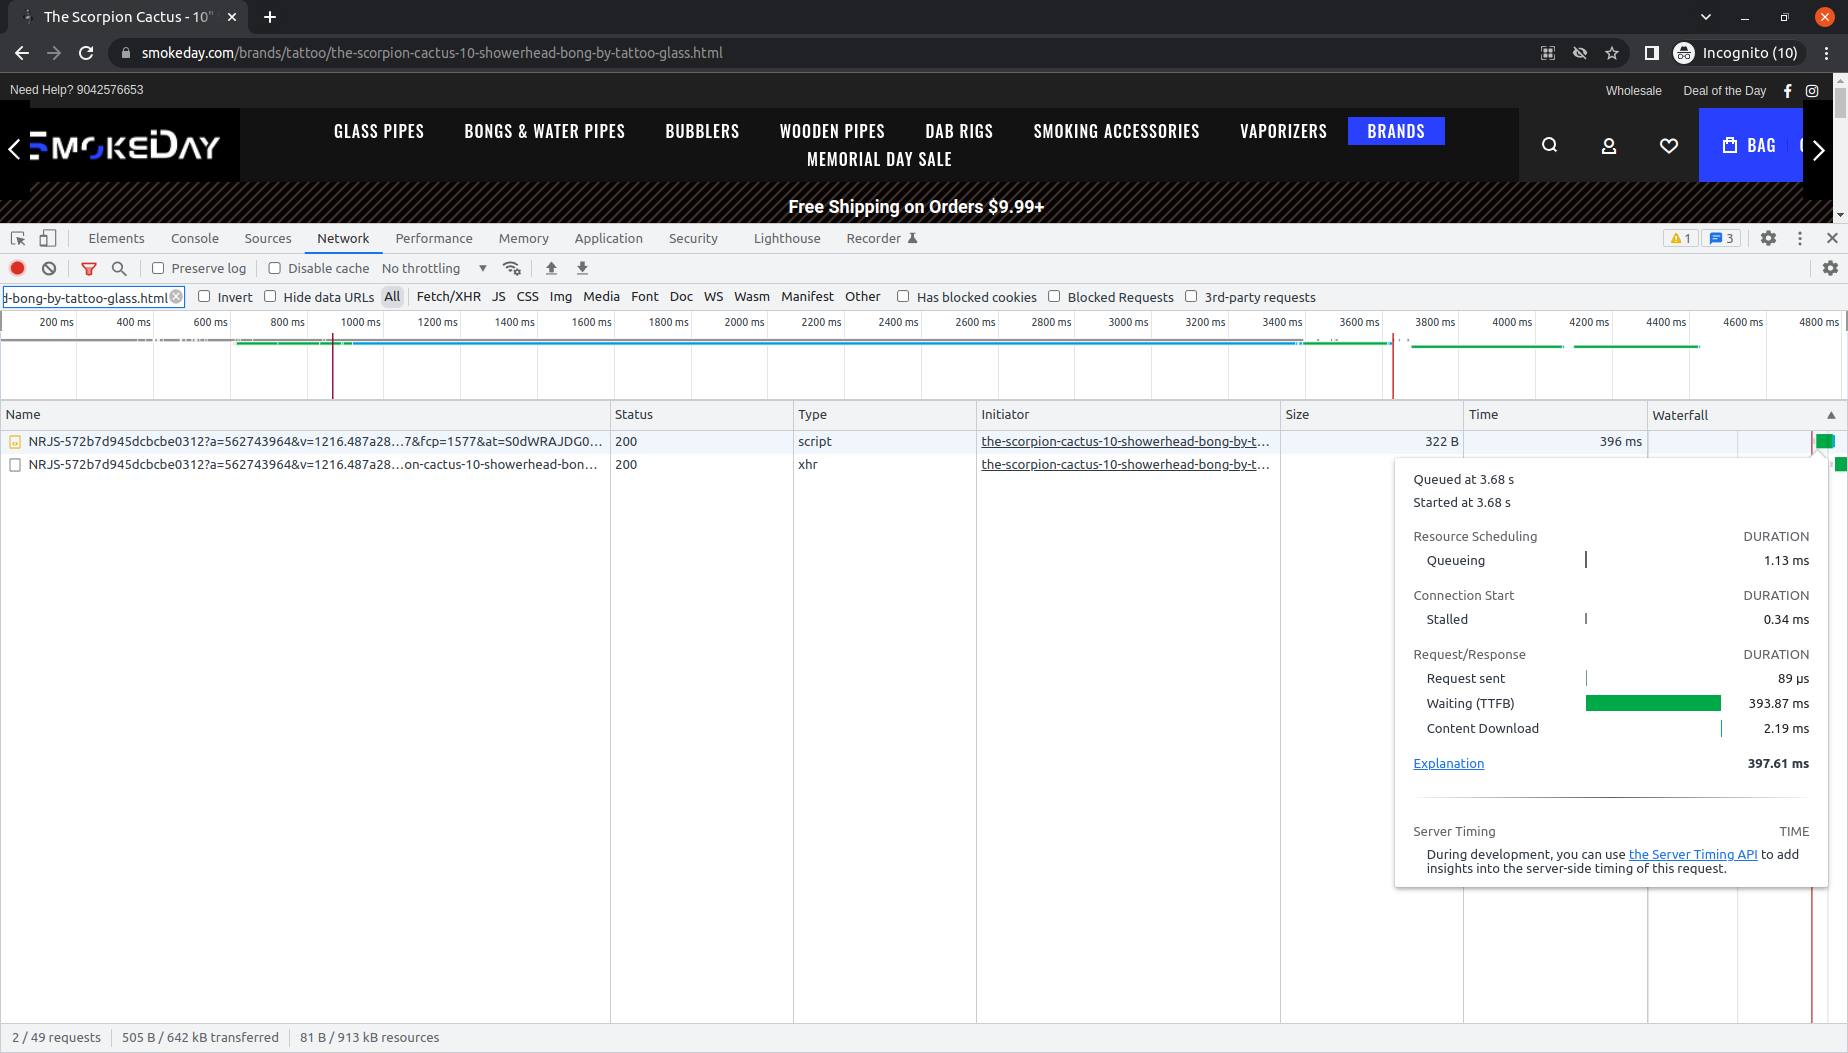 The Scorpion Cactus - 10"
smokeday.com/brands/tattoo/the-scorpion-cactus-10-showerhead-bong-by-tattoo-glass.html
Incognito (10)
Need Help? 9042576653
Wholesale Deal of the Day
SMOKEDAY
GLASS PIPES BONGS & WATER PIPES BUBBLERS WOODEN PIPES DAB RIGS SMOKING ACCESSORIES VAPORIZERS BRANDS
MEMORIAL DAY SALE
BAG
Free Shipping on Orders $9.99+
Elements Console Sources Network Performance Memory Application Security Lighthouse Recorder 1 3
Preserve log Disable cache No throttling
d-bong-by-tattoo-glass.html Invert Hide data URLs All Fetch/XHR JS CSS Img Media Font Doc WS Wasm Manifest Other Has blocked cookies Blocked Requests 3rd-party requests
200 ms 400 ms 600 ms 800 ms 1000 ms 1200 ms 1400 ms 1600 ms 1800 ms 2000 ms 2200 ms 2400 ms 2600 ms 2800 ms 3000 ms 3200 ms 3400 ms 3600 ms 3800 ms 4000 ms 4200 ms 4400 ms 4600 ms 4800 ms
Name Status Type Initiator Size Time Waterfall
NRJS-572b7d945dcbcbe0312?a=562743964&v=1216.487a28...7&fcp=1577&at=S0dWRAJDG0... 200 script the-scorpion-cactus-10-showerhead-bong-by-t... 322 B 396 ms
NRJS-572b7d945dcbcbe0312?a=562743964&v=1216.487a28...on-cactus-10-showerhead-bon... 200 xhr the-scorpion-cactus-10-showerhead-bong-by-t...
Queued at 3.68 s
Started at 3.68 s
Resource Scheduling DURATION
Queueing 1.13 ms
Connection Start DURATION
Stalled 0.34 ms
Request/Response DURATION
Request sent 89 µs
Waiting (TTFB) 393.87 ms
Content Download 2.19 ms
Explanation 397.61 ms
Server Timing TIME
During development, you can use the Server Timing API to add
insights into the server-side timing of this request.
2 / 49 requests 505 B / 642 kB transferred 81 B / 913 kB resources